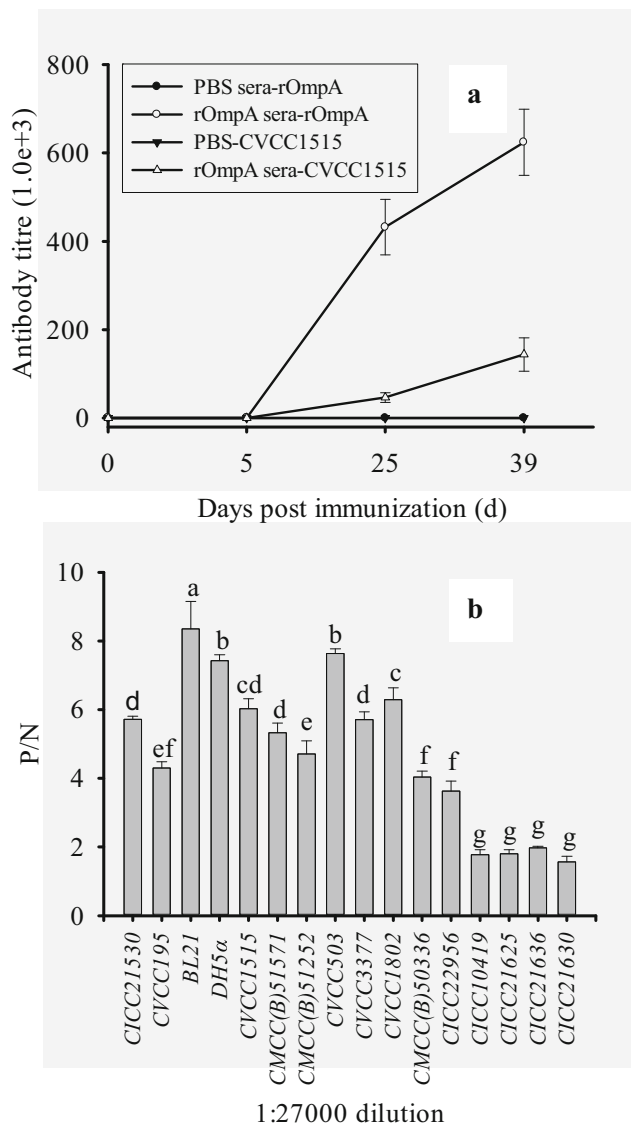 800
600
400
200
0
Antibody titre (1.0e+3)
PBS sera-rOmpA
rOmpA sera-rOmpA
PBS-CVCC1515
rOmpA sera-CVCC1515
a
0 5 25 39
Days post immunization (d)
10
8
6
4
2
0
P/N
b
d
ef
a
b
cd
d
e
b
d
c
f
f
g
g
g
g
CICC21530
CVCC195
BL21
DH5α
CVCC1515
CMCC(B)51571
CMCC(B)51252
CVCC503
CVCC3377
CVCC1802
CMCC(B)50336
CICC22956
CICC10419
CICC21625
CICC21636
CICC21630
1:27000 dilution